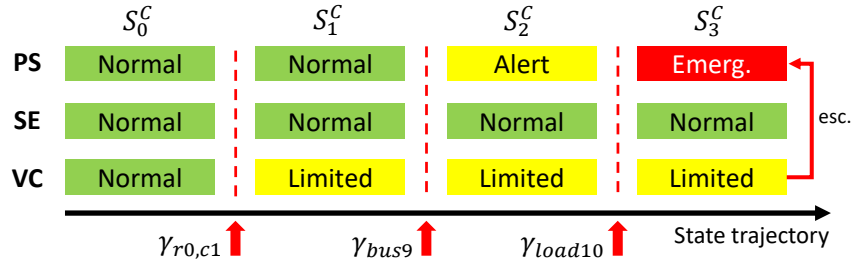 S_0^C S_1^C S_2^C S_3^C
PS Normal Normal Alert Emerg.
SE Normal Normal Normal Normal
esc.
VC Normal Limited Limited Limited
γ_{r0,c1} γ_{bus9} γ_{load10} State trajectory